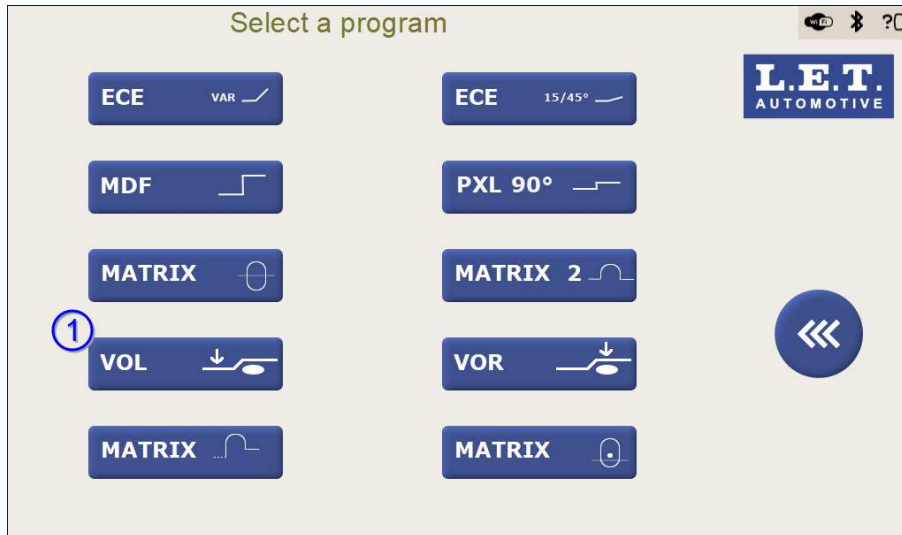 Select a program
WiFi ?
ECE VAR
ECE 15/45°
L.E.T.
AUTOMOTIVE
MDF
PXL 90°
MATRIX
MATRIX 2
1
VOL
VOR
MATRIX
MATRIX